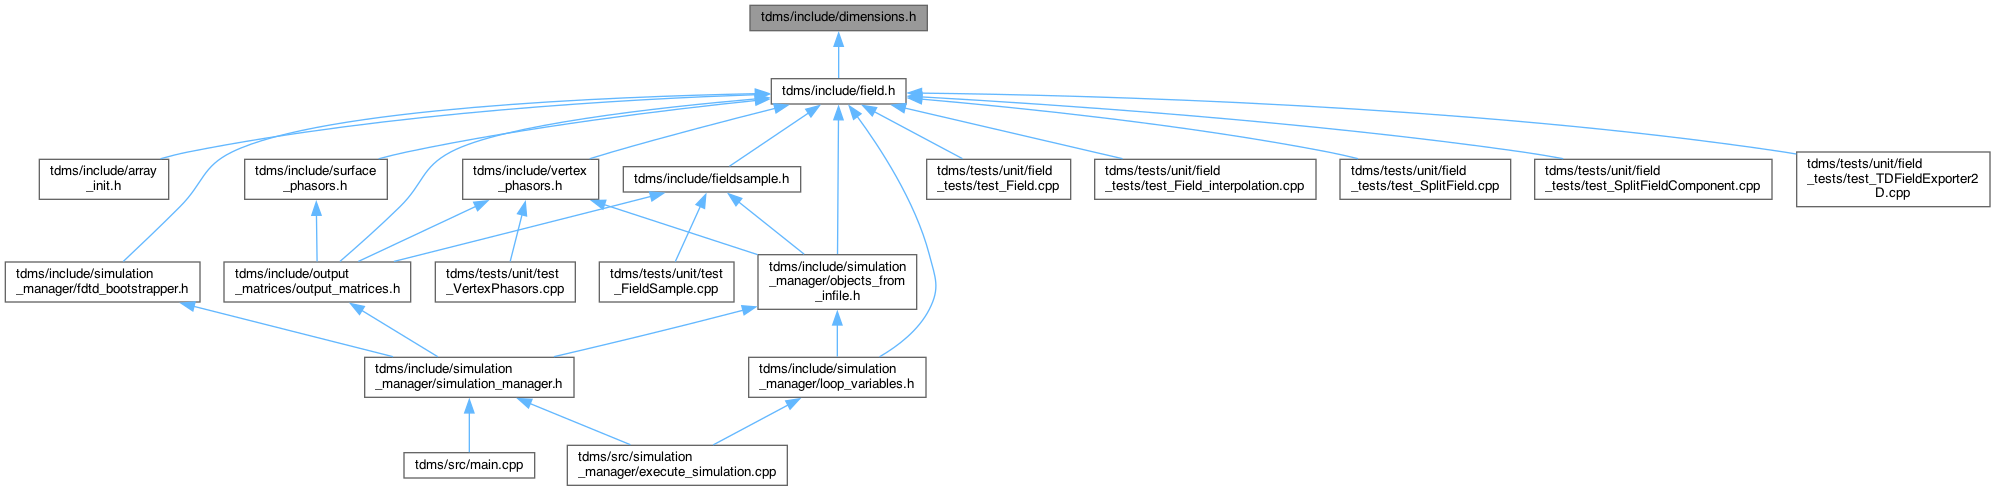 tdms/include/dimensions.h
tdms/include/field.h
tdms/include/array
_init.h
tdms/include/surface
_phasors.h
tdms/include/vertex
_phasors.h
tdms/include/fieldsample.h
tdms/tests/unit/field
_tests/test_Field.cpp
tdms/tests/unit/field
_tests/test_Field_interpolation.cpp
tdms/tests/unit/field
_tests/test_SplitField.cpp
tdms/tests/unit/field
_tests/test_SplitFieldComponent.cpp
tdms/tests/unit/field
_tests/test_TDFieldExporter2
D.cpp
tdms/include/simulation
_manager/fdtd_bootstrapper.h
tdms/include/output
_matrices/output_matrices.h
tdms/tests/unit/test
_VertexPhasors.cpp
tdms/tests/unit/test
_FieldSample.cpp
tdms/include/simulation
_manager/objects_from
_infile.h
tdms/include/simulation
_manager/simulation_manager.h
tdms/include/simulation
_manager/loop_variables.h
tdms/src/main.cpp
tdms/src/simulation
_manager/execute_simulation.cpp